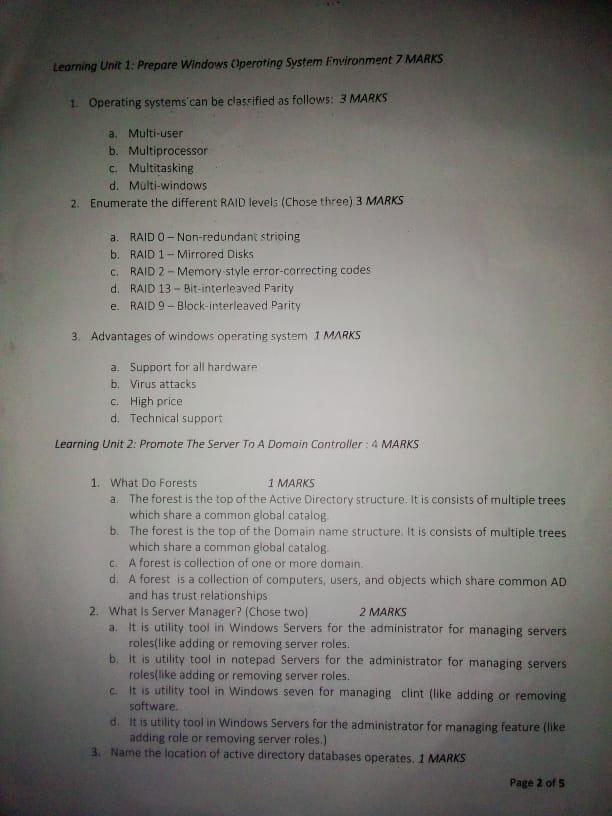 Learning Unit 1: Prepare Windows Operating System Environment 7 MARKS
1. Operating systems can be classified as follows: 3 MARKS
a. Multi-user
b. Multiprocessor
c. Multitasking
d. Multi-windows
2. Enumerate the different RAID levels (Chose three) 3 MARKS
a. RAID 0 – Non-redundant striping
b. RAID 1 – Mirrored Disks
c. RAID 2 – Memory-style error-correcting codes
d. RAID 13 – Bit-interleaved Parity
e. RAID 9 – Block-interleaved Parity
3. Advantages of windows operating system 1 MARKS
a. Support for all hardware
b. Virus attacks
c. High price
d. Technical support
Learning Unit 2: Promote The Server To A Domain Controller : 4 MARKS
1. What Do Forests 1 MARKS
a. The forest is the top of the Active Directory structure. It is consists of multiple trees
which share a common global catalog.
b. The forest is the top of the Domain name structure. It is consists of multiple trees
which share a common global catalog.
c. A forest is collection of one or more domain.
d. A forest is a collection of computers, users, and objects which share common AD
and has trust relationships
2. What Is Server Manager? (Chose two) 2 MARKS
a. It is utility tool in Windows Servers for the administrator for managing servers
roles(like adding or removing server roles.
b. It is utility tool in notepad Servers for the administrator for managing servers
roles(like adding or removing server roles.
c. It is utility tool in Windows seven for managing clint (like adding or removing
software.
d. It is utility tool in Windows Servers for the administrator for managing feature (like
adding role or removing server roles.)
3. Name the location of active directory databases operates. 1 MARKS
Page 2 of 5